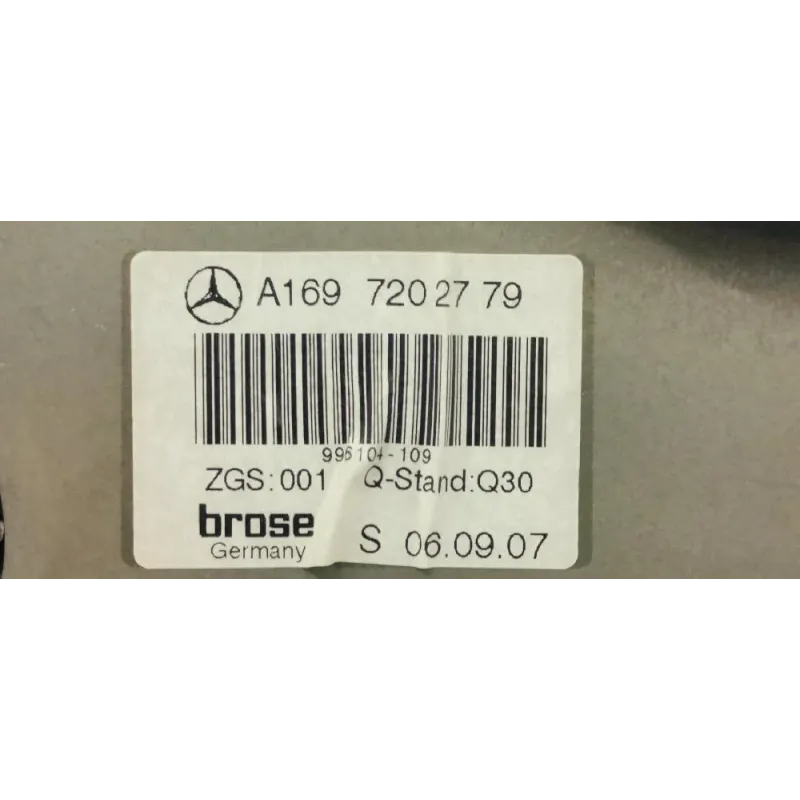 A169 720 27 79
996104-109
ZGS:001 Q-Stand:Q30
brose
Germany
S 06.09.07